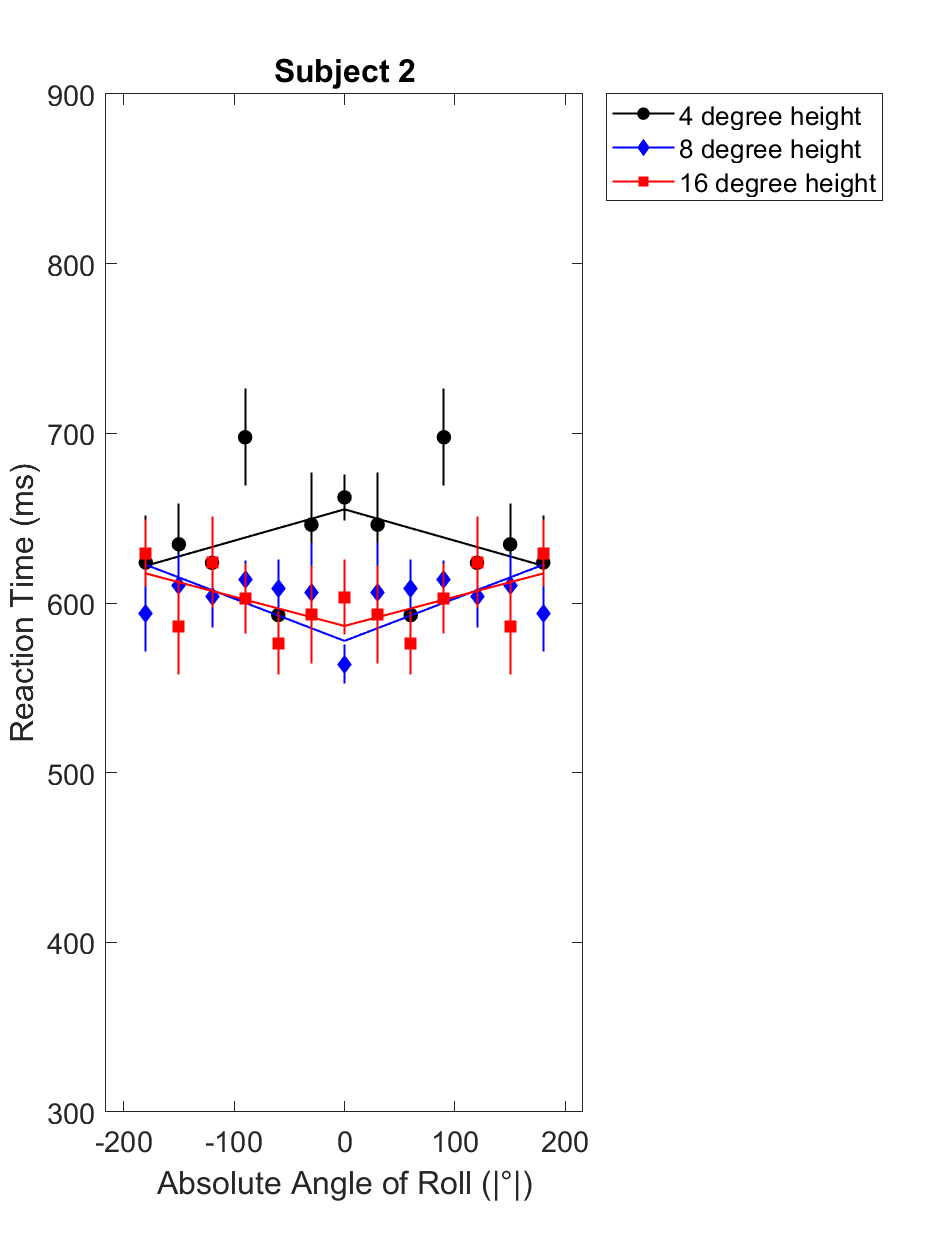 Subject 2
4 degree height
8 degree height
16 degree height
900
800
700
600
500
400
300
Reaction Time (ms)
-200 -100 0 100 200
Absolute Angle of Roll (|°|)